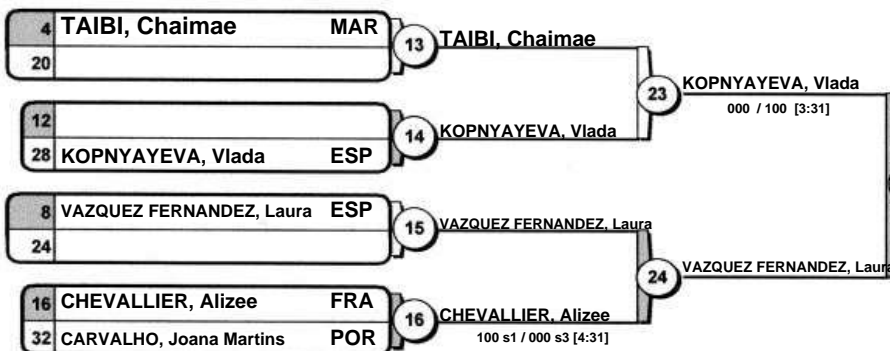 4 TAIBI, Chaimae MAR
20
13
TAIBI, Chaimae
12
28 KOPNYAYEVA, Vlada ESP
14
KOPNYAYEVA, Vlada
23
KOPNYAYEVA, Vlada
000 / 100 [3:31]
8 VAZQUEZ FERNANDEZ, Laura ESP
24
15
VAZQUEZ FERNANDEZ, Laura
16 CHEVALLIER, Alizee FRA
32 CARVALHO, Joana Martins POR
16
CHEVALLIER, Alizee
100 s1 / 000 s3 [4:31]
24
VAZQUEZ FERNANDEZ, Laura